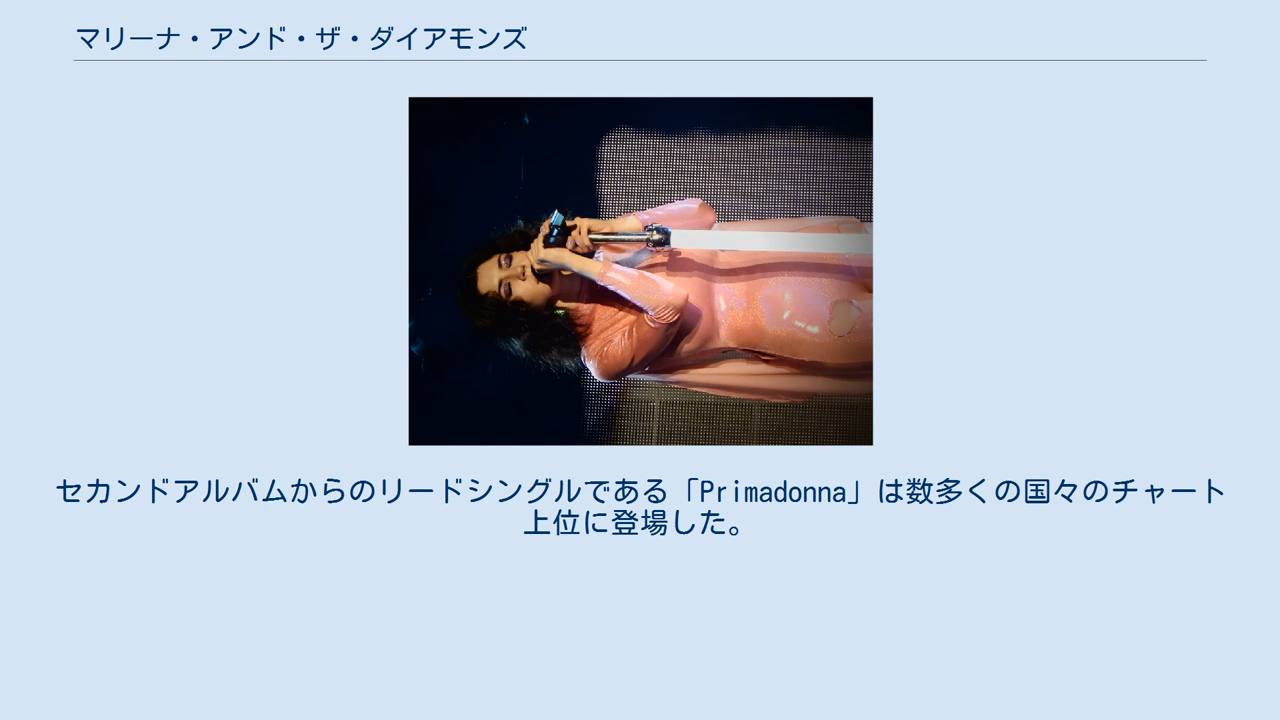 マリーナ・アンド・ザ・ダイアモンズ
セカンドアルバムからのリードシングルである「Primadonna」は数多くの国々のチャート
上位に登場した。